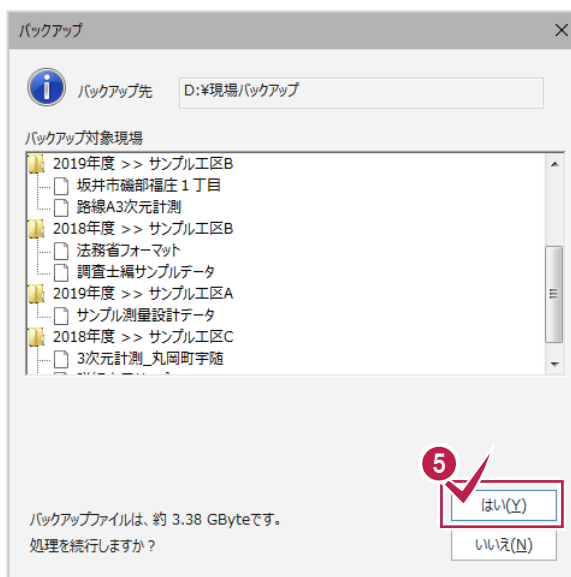 バックアップ
バックアップ先 D:¥現場バックアップ
バックアップ対象現場
2019年度 >> サンプル工区B
坂井市磯部福庄１丁目
路線A3次元計測
2018年度 >> サンプル工区B
法務省フォーマット
調査士編サンプルデータ
2019年度 >> サンプル工区A
サンプル測量設計データ
2018年度 >> サンプル工区C
3次元計測_丸岡町宇随
5
はい(Y)
バックアップファイルは、約 3.38 GByteです。
処理を続行しますか？
いいえ(N)